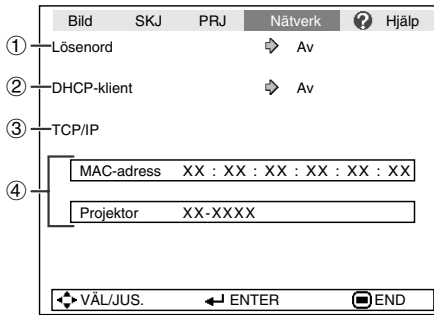 Bild SKJ PRJ Nätverk ? Hjälp
① Lösenord Av
② DHCP-klient Av
③ TCP/IP
④
MAC-adress XX : XX : XX : XX : XX : XX
Projektor XX-XXXX
VÄL/JUS. ENTER END